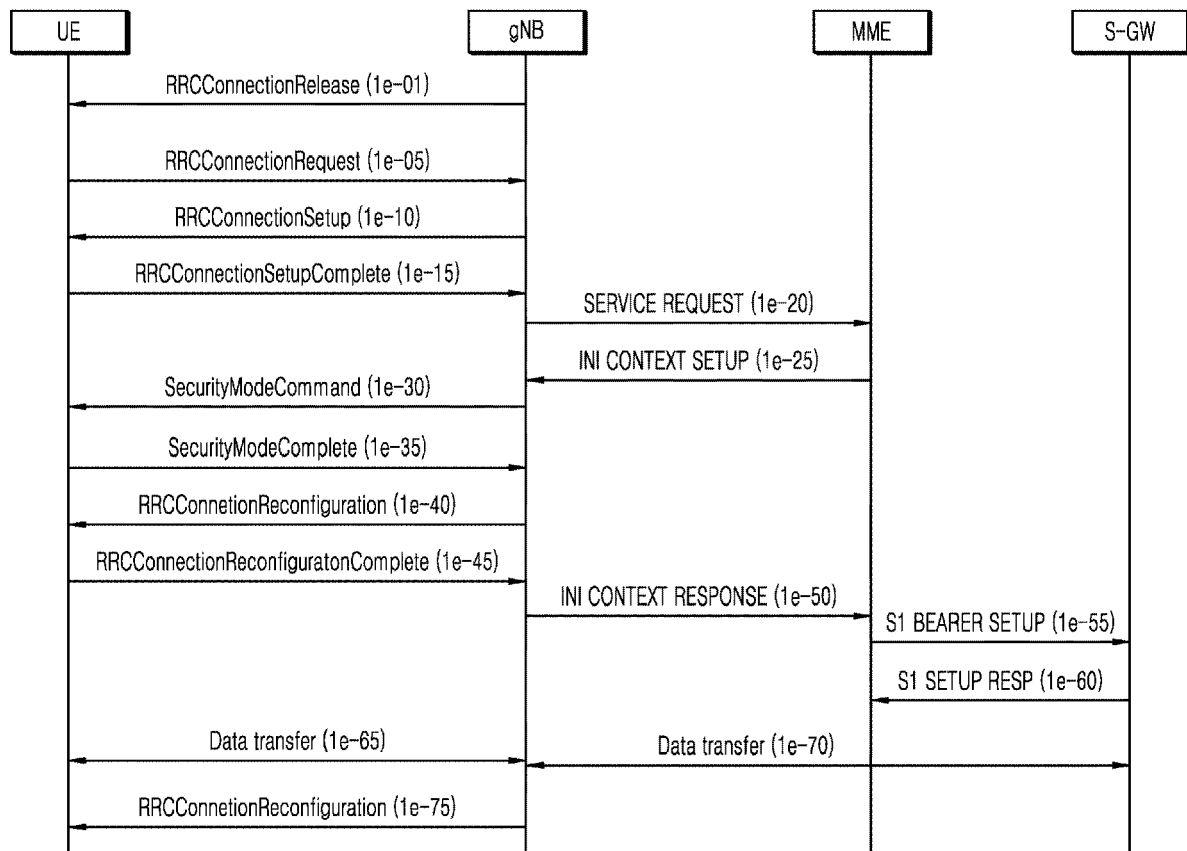 UE
gNB
MME
S-GW
RRCConnectionRelease (1e-01)
RRCConnectionRequest (1e-05)
RRCConnectionSetup (1e-10)
RRCConnectionSetupComplete (1e-15)
SERVICE REQUEST (1e-20)
INI CONTEXT SETUP (1e-25)
SecurityModeCommand (1e-30)
SecurityModeComplete (1e-35)
RRCConnetionReconfiguration (1e-40)
RRCConnectionReconfiguratonComplete (1e-45)
INI CONTEXT RESPONSE (1e-50)
S1 BEARER SETUP (1e-55)
S1 SETUP RESP (1e-60)
Data transfer (1e-65)
Data transfer (1e-70)
RRCConnetionReconfiguration (1e-75)